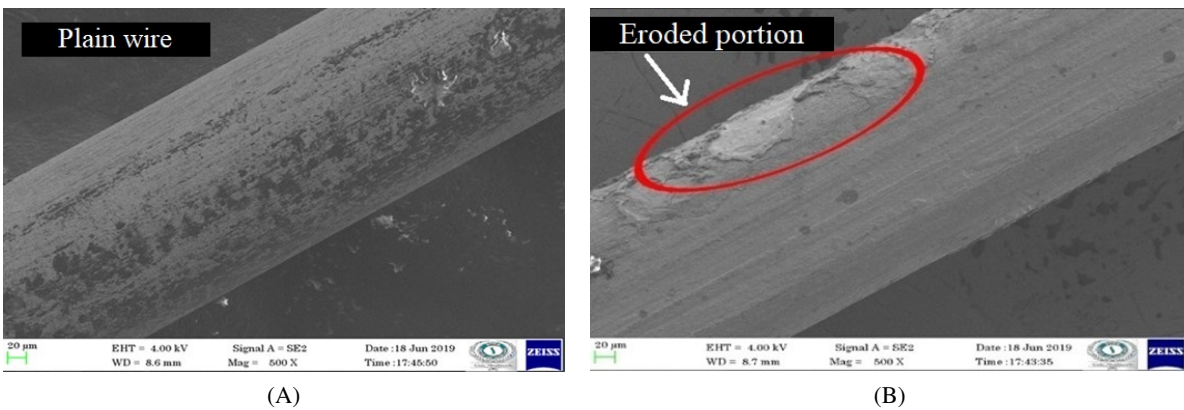 Plain wire
20 µm
EHT = 4.00 kV
Signal A = SE2
Date :18 Jun 2019
WD = 8.6 mm
Mag = 500 X
Time :17:45:50
ZEISS
(A)
Eroded portion
20 µm
EHT = 4.00 kV
Signal A = SE2
Date :18 Jun 2019
WD = 8.7 mm
Mag = 500 X
Time :17:43:35
ZEISS
(B)